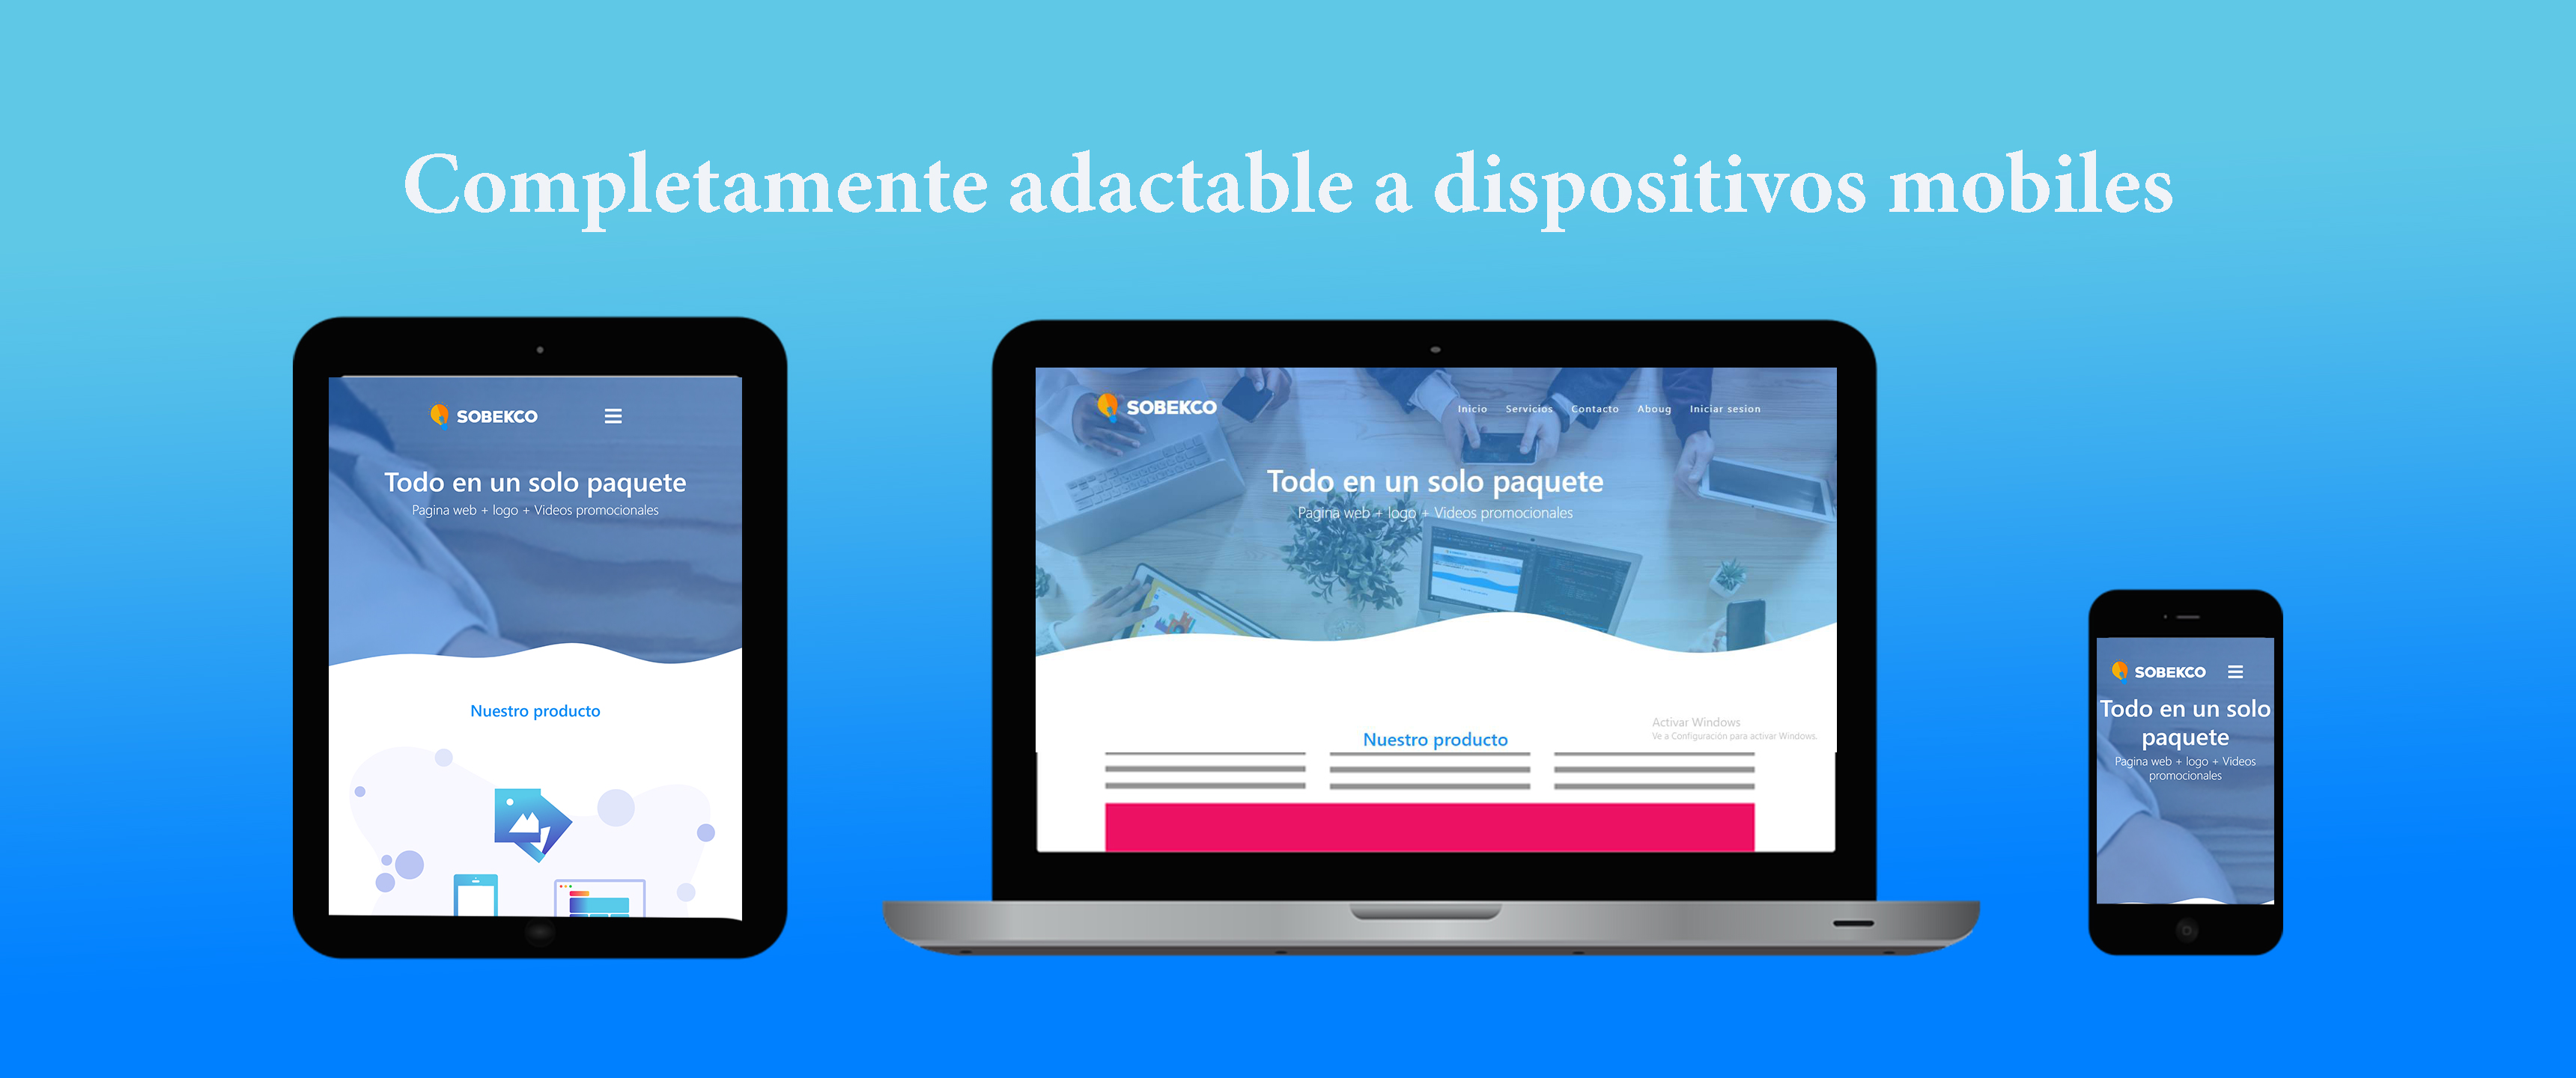 Completamente adactable a dispositivos mobiles
SOBEKCO
Todo en un solo paquete
Pagina web + logo + Videos promocionales
Nuestro producto
SOBEKCO
Inicio Servicios Contacto Aboug Iniciar sesion
Todo en un solo paquete
Pagina web + logo + Videos promocionales
Activar Windows
Ve a Configuración para activar Windows.
Nuestro producto
SOBEKCO
Todo en un solo
paquete
Pagina web + logo + Videos
promocionales